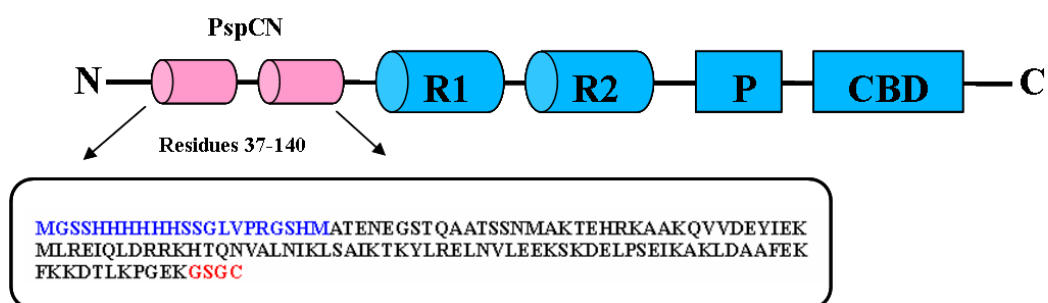 PspCN
N R1 R2 P CBD C
Residues 37-140
MGSSHHHHHHSSGLVPRGSHMATENEGSTQAATSSNMAKTEHRKAAKQVVDEYIEK
MLREIQLDRRKHTQNVALNIKLSAIKTKYLRELNVLEEKSKDELPSEIKAKLDAAFEK
FKKDTLKPGEKGSGC